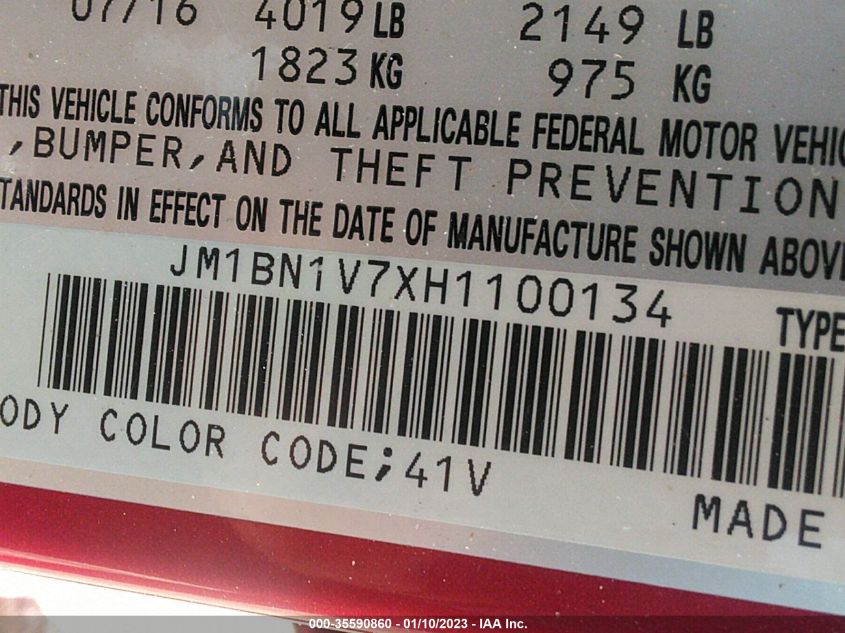 07/16 4019 LB 2149 LB
1823 KG 975 KG
THIS VEHICLE CONFORMS TO ALL APPLICABLE FEDERAL MOTOR
,BUMPER,AND THEFT PREVENTION
STANDARDS IN EFFECT ON THE DATE OF MANUFACTURE SHOWN ABOVE
JM1BN1V7XH1100134 TYPE
ODY COLOR CODE;41V
MADE
000-35590860 - 01/10/2023 - IAA Inc.